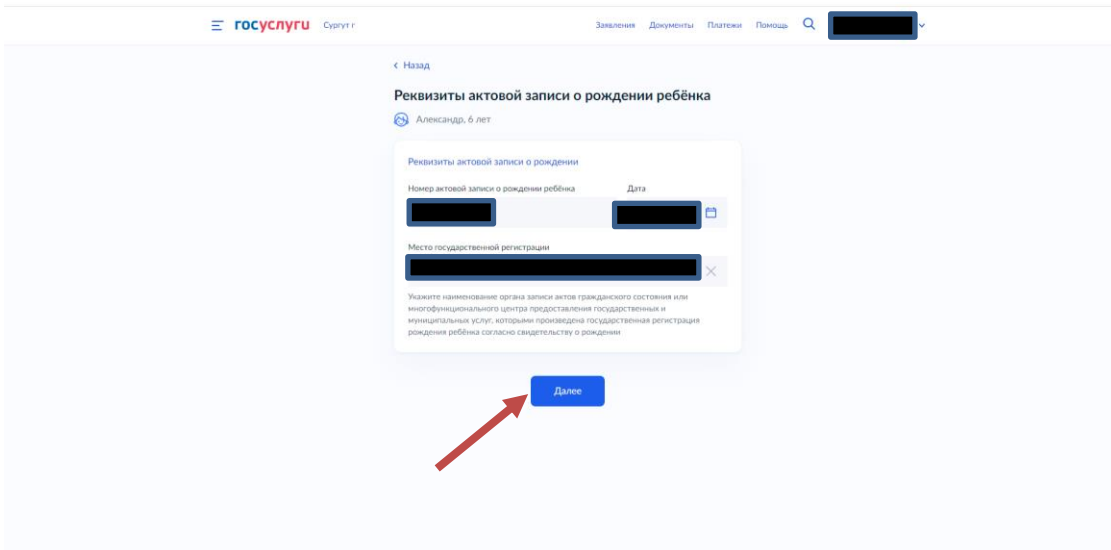 госуслуги Сургут г Заявления Документы Платежи Помощь
Назад
Реквизиты актовой записи о рождении ребёнка
Александр, 6 лет
Реквизиты актовой записи о рождении
Номер актовой записи о рождении ребёнка Дата
Место государственной регистрации
Укажите наименование органа записи актов гражданского состояния или
многофункционального центра предоставления государственных и
муниципальных услуг, которыми произведена государственная регистрация
рождения ребёнка согласно свидетельству о рождении
Далее